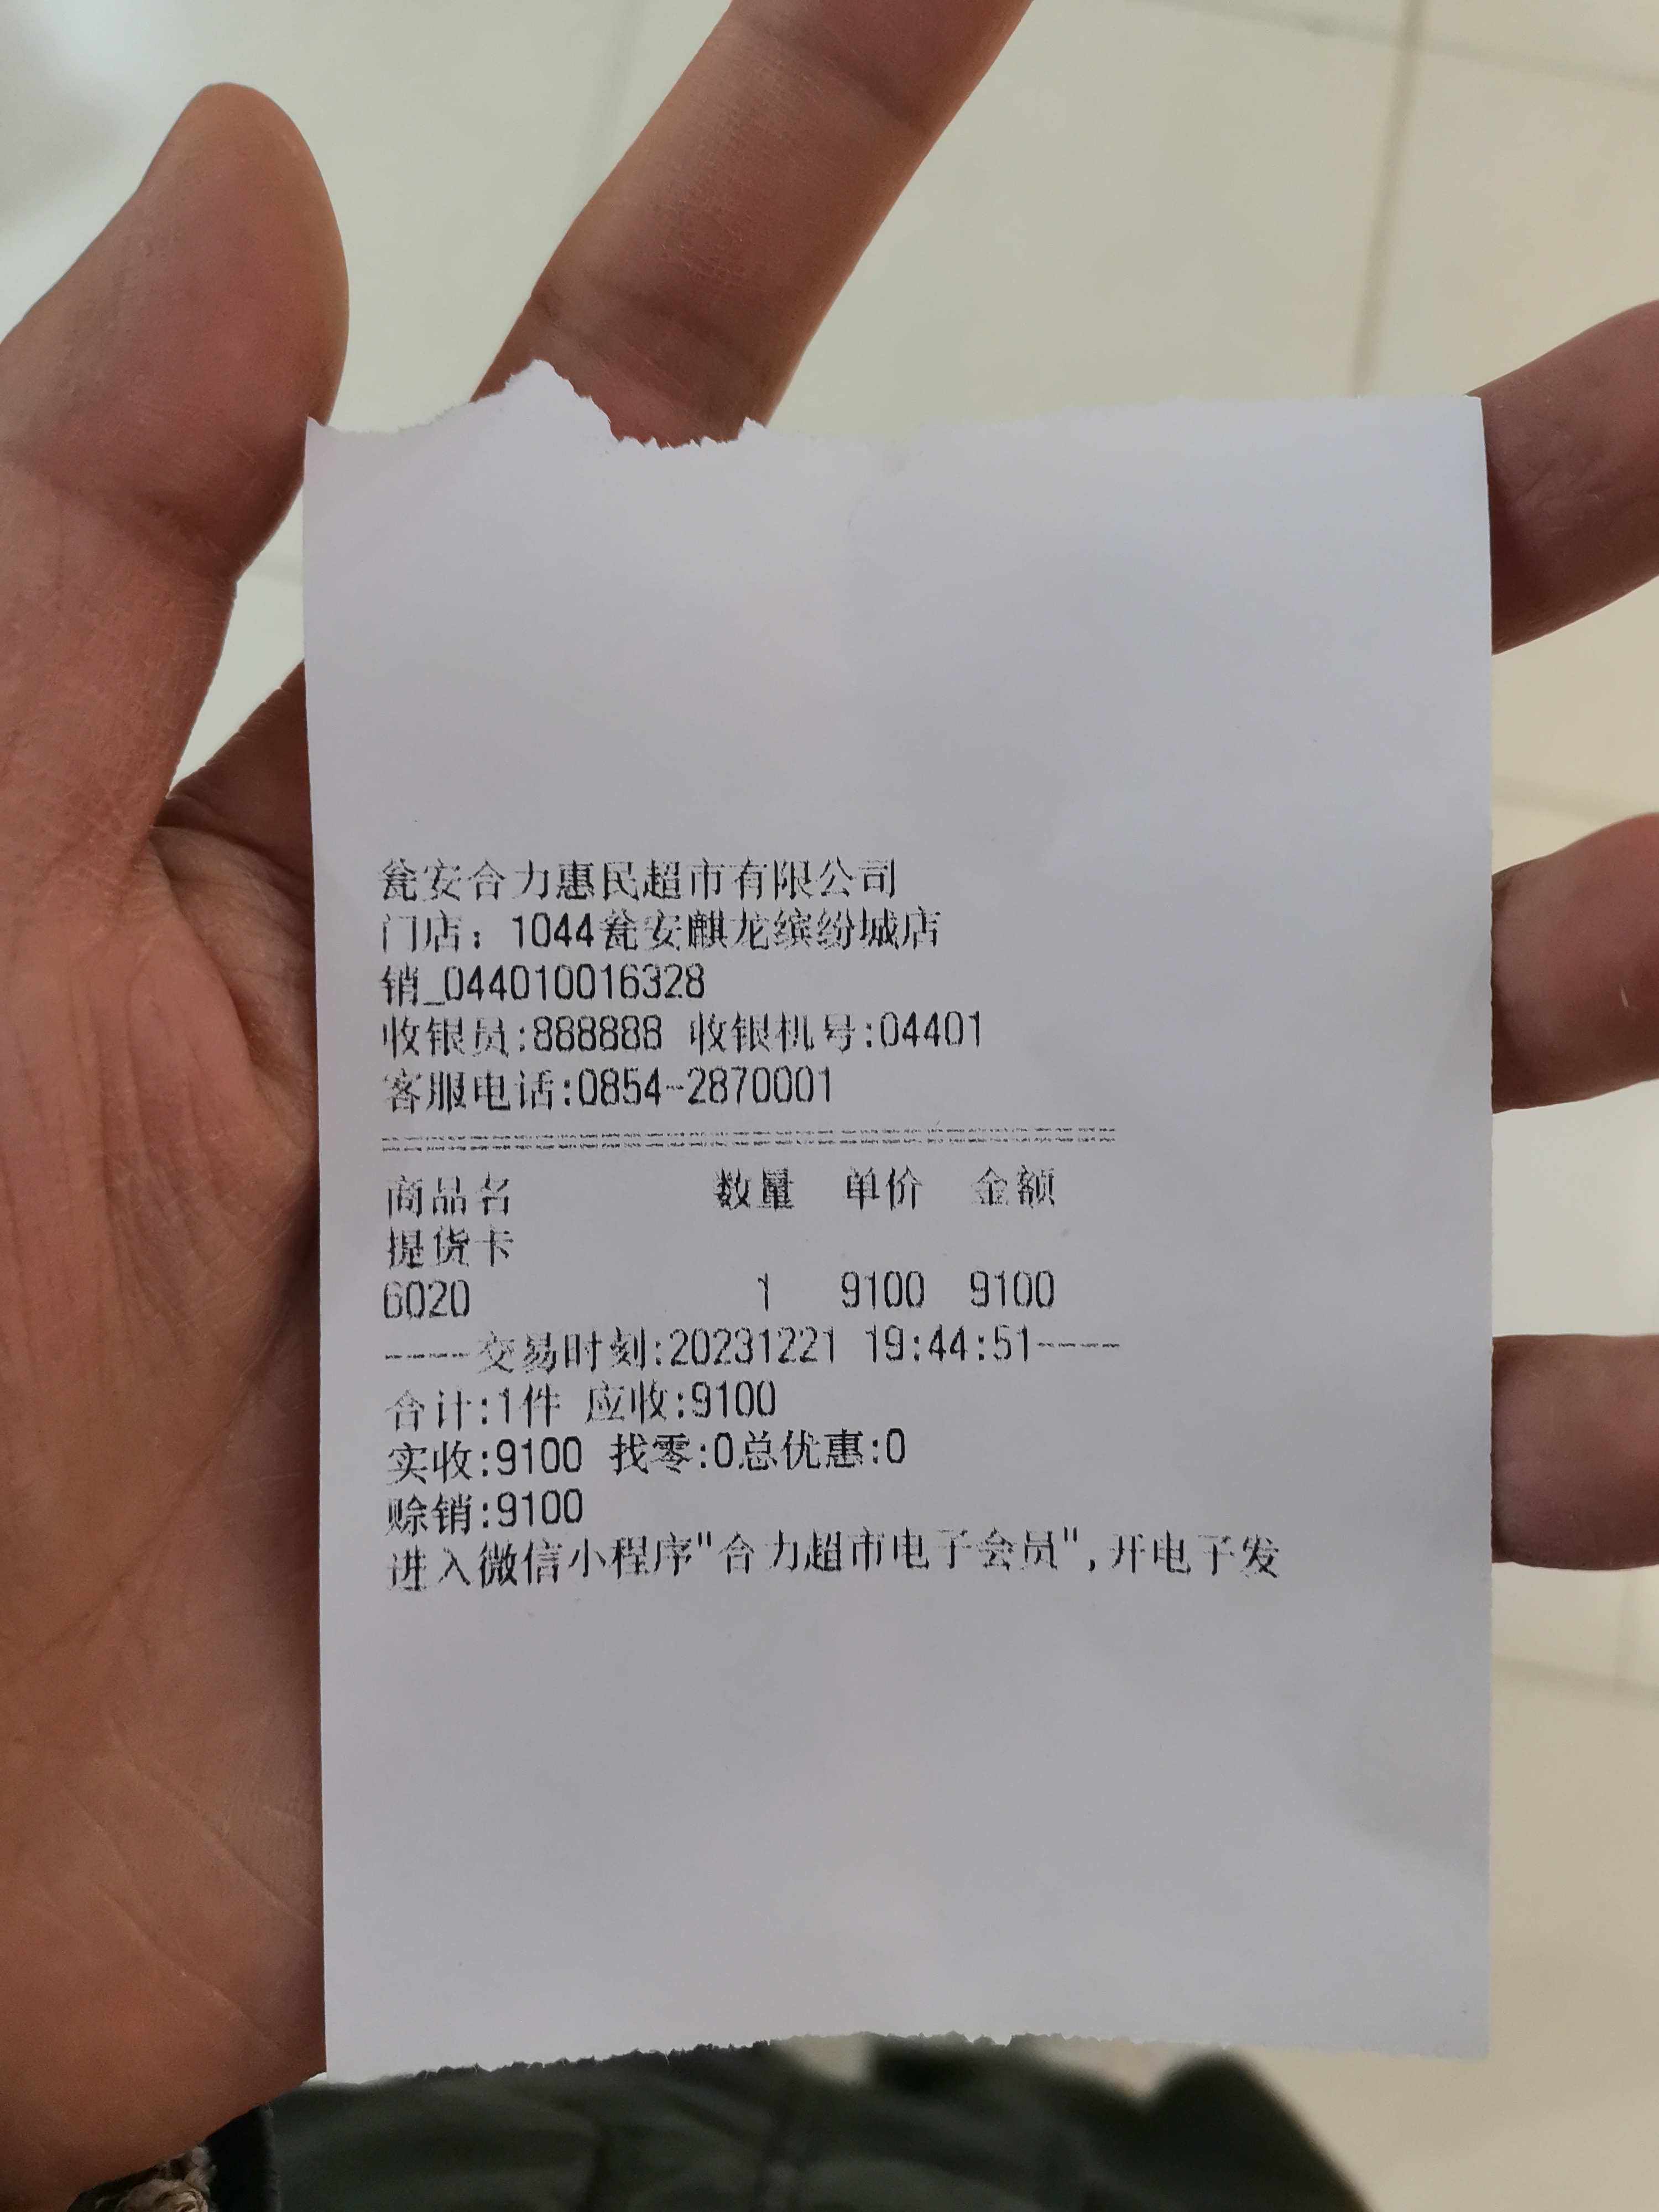 瓮安合力惠民超市有限公司
门店：1044瓮安麒龙缤纷城店
销_044010016328
收银员:888888 收银机号:04401
客服电话:0854-2870001
商品名 数量 单价 金额
提货卡
6020 1 9100 9100
----交易时刻:20231221 19:44:51----
合计:1件 应收:9100
实收:9100 找零:0总优惠:0
赊销:9100
进入微信小程序"合力超市电子会员",开电子发